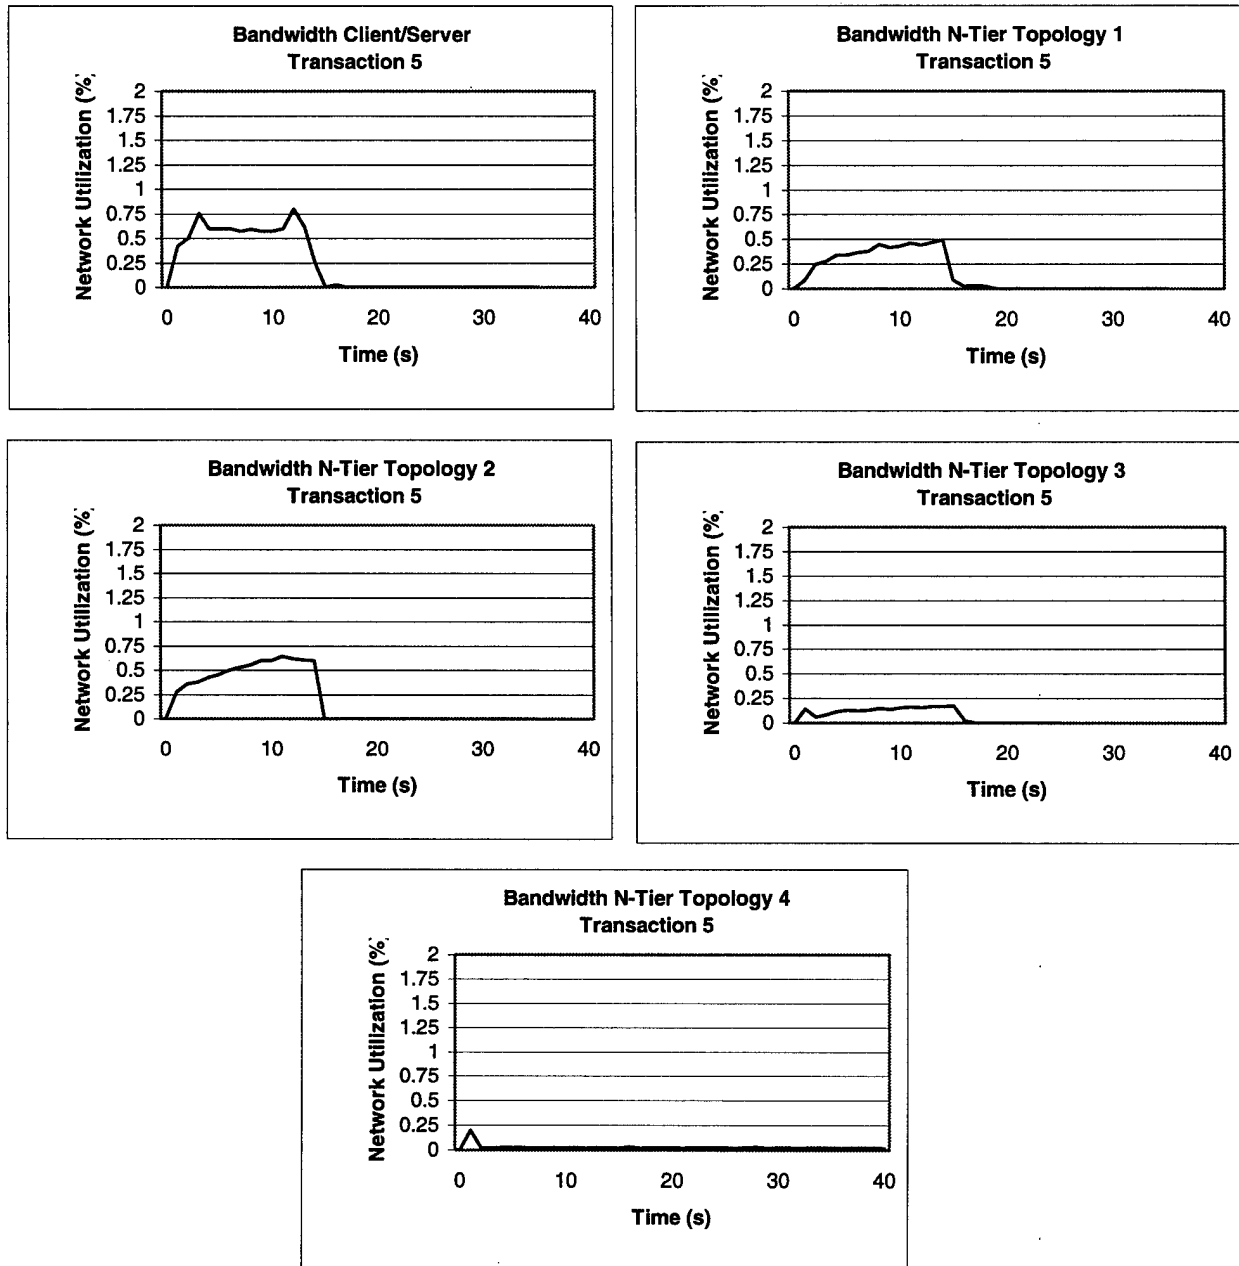 Bandwidth Client/Server
Transaction 5
Network Utilization (%)
2
1.75
1.5
1.25
1
0.75
0.5
0.25
0
0 10 20 30 40
Time (s)
Bandwidth N-Tier Topology 1
Transaction 5
Network Utilization (%)
2
1.75
1.5
1.25
1
0.75
0.5
0.25
0
0 10 20 30 40
Time (s)
Bandwidth N-Tier Topology 2
Transaction 5
Network Utilization (%)
2
1.75
1.5
1.25
1
0.75
0.5
0.25
0
0 10 20 30 40
Time (s)
Bandwidth N-Tier Topology 3
Transaction 5
Network Utilization (%)
2
1.75
1.5
1.25
1
0.75
0.5
0.25
0
0 10 20 30 40
Time (s)
Bandwidth N-Tier Topology 4
Transaction 5
Network Utilization (%)
2
1.75
1.5
1.25
1
0.75
0.5
0.25
0
0 10 20 30 40
Time (s)